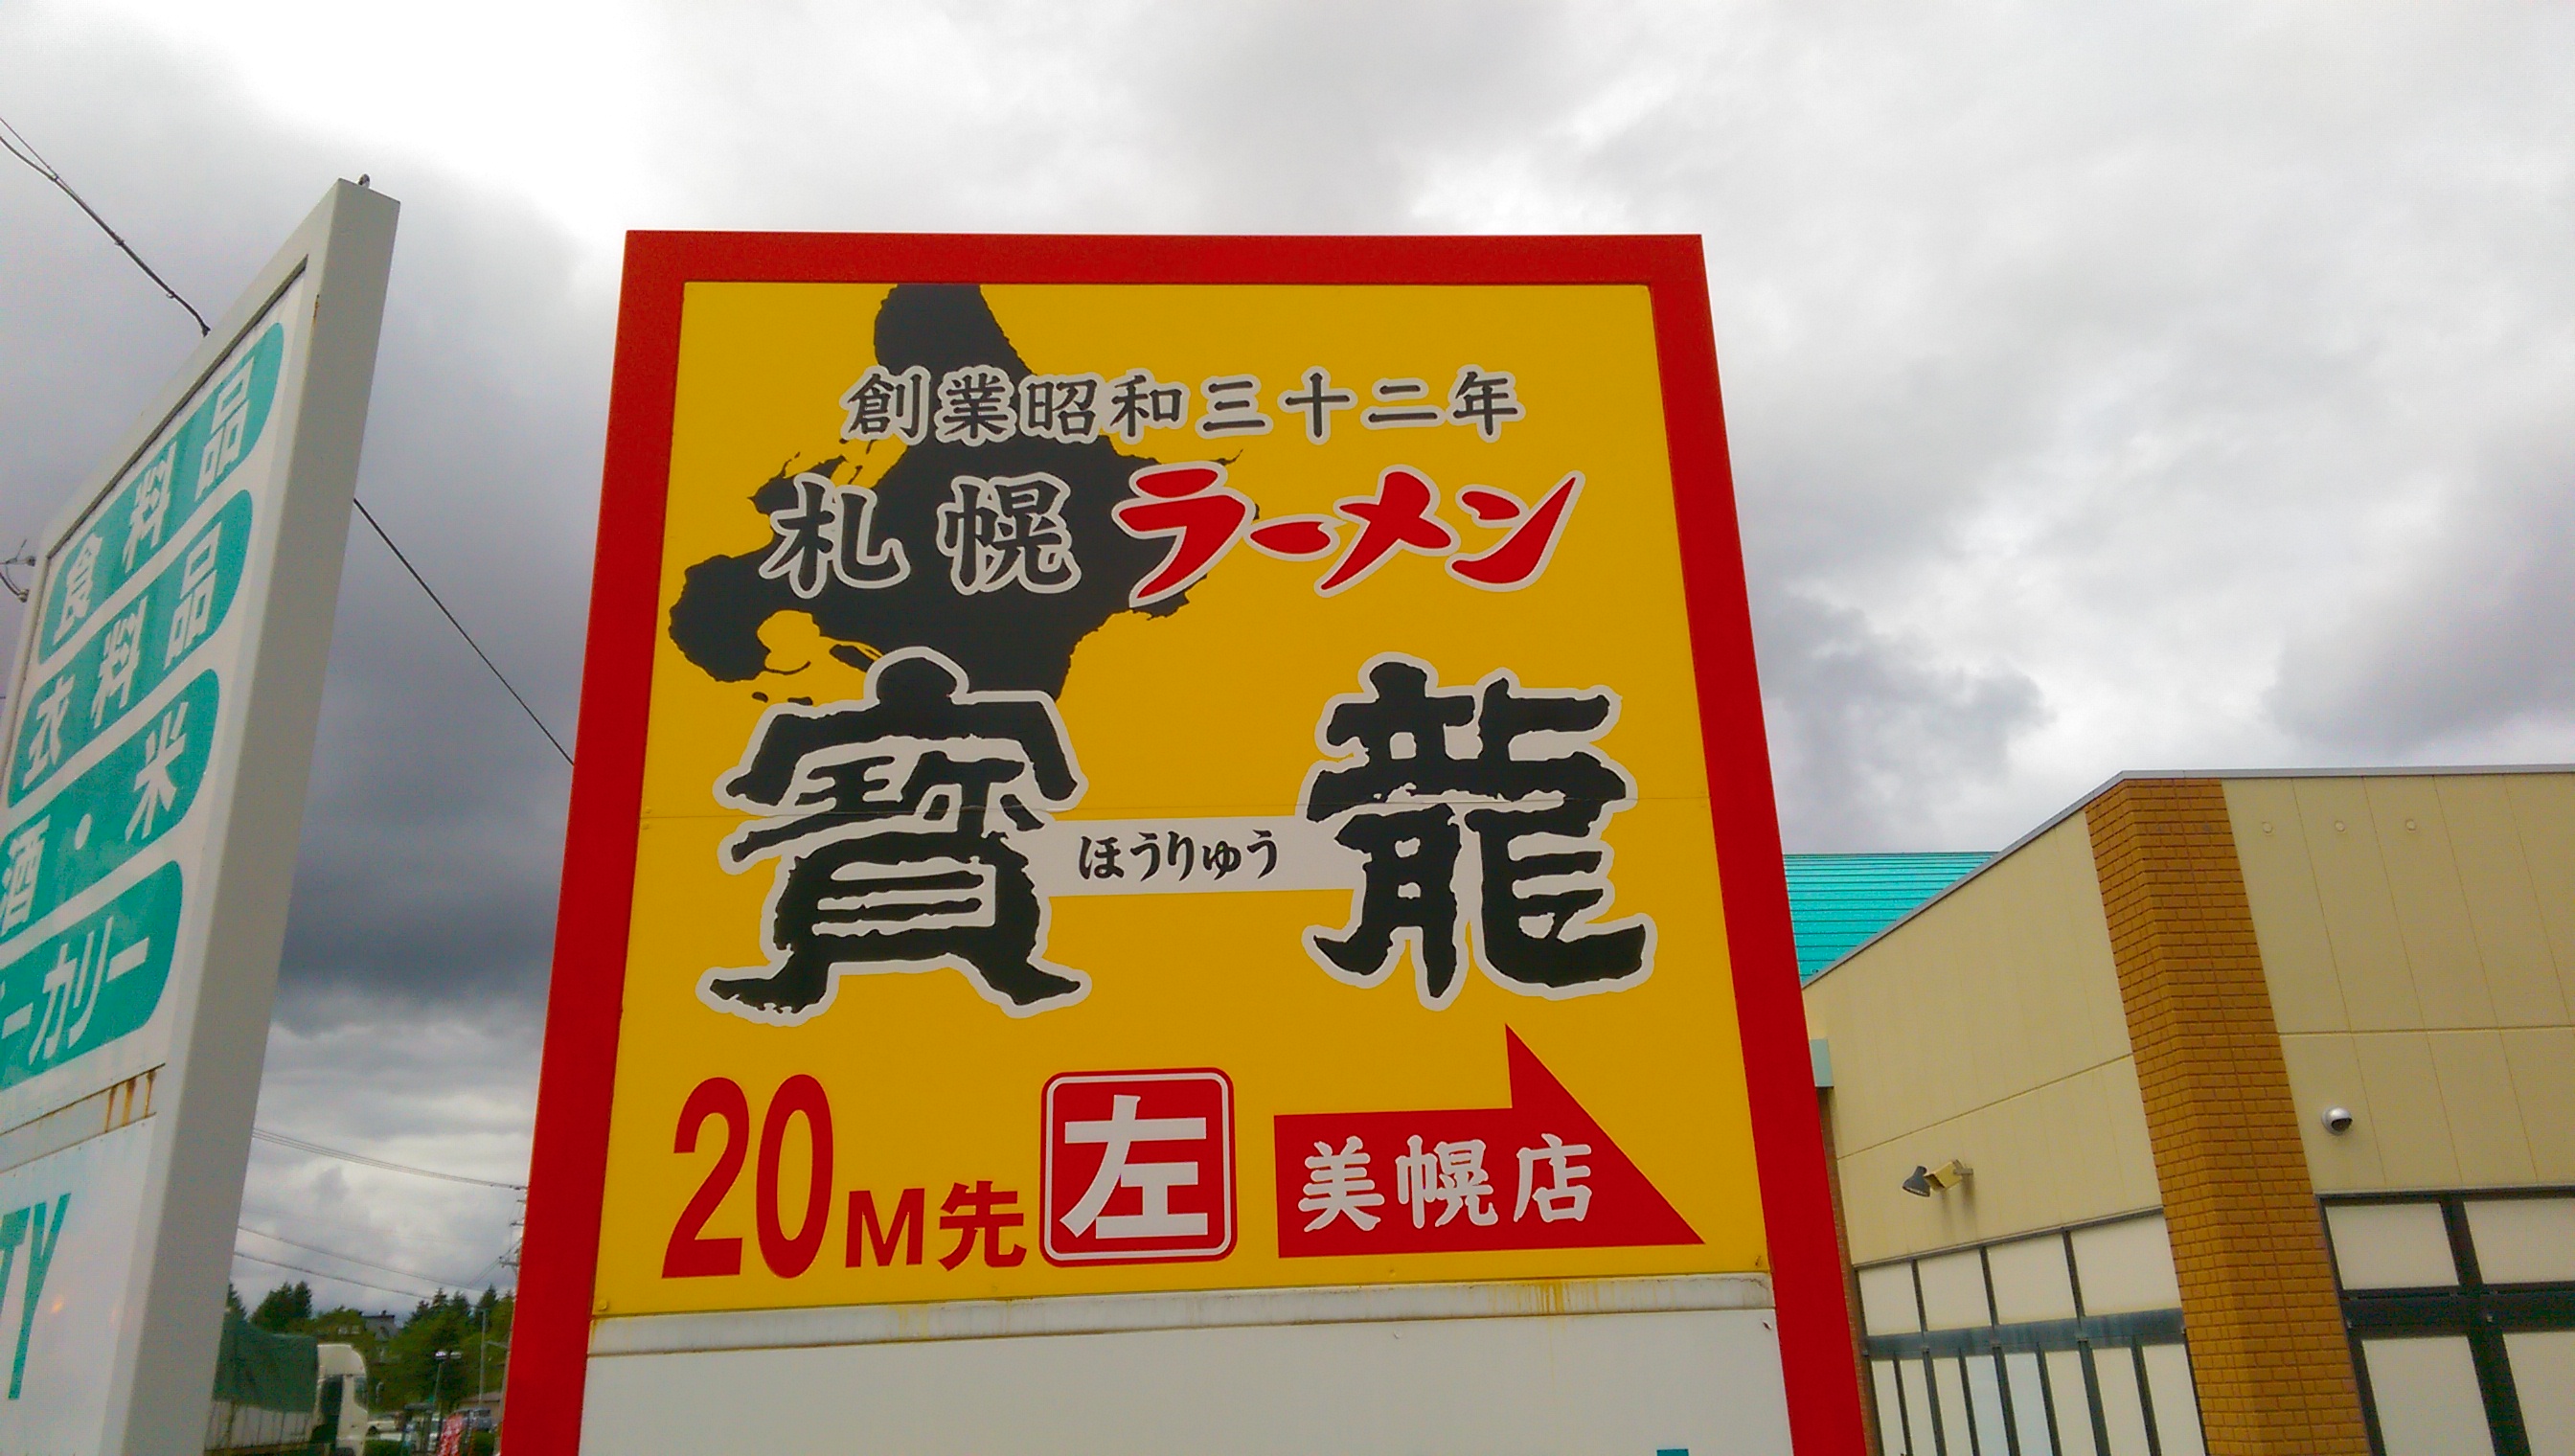 創業昭和三十二年
札幌ラーメン
寳龍
ほうりゅう
20M先 左 美幌店
食料品
衣料品
酒・米
ーカリー
TY